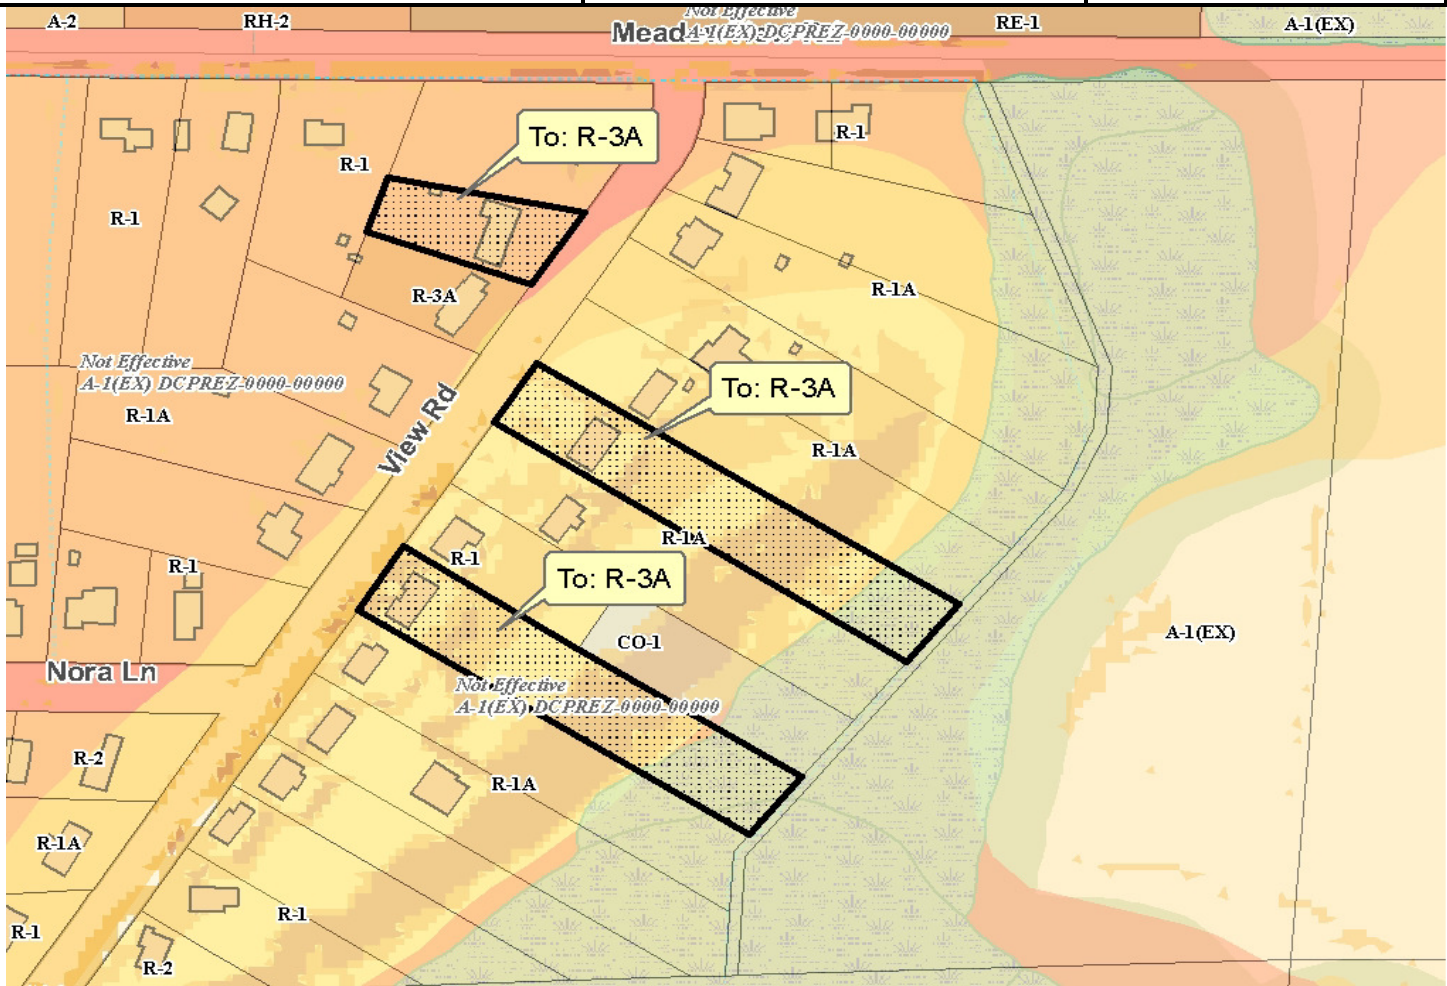 A-2
RH-2
Not Effective
RE-1
A-1(EX)
Mead
A-1(EX) DCPREZ-0000-00000
To: R-3A
R-1
R-1
R-1
R-1A
R-3A
Not Effective
A-1(EX) DCPREZ-0000-00000
To: R-3A
R-1A
View Rd
R-1A
R-1A
R-1
R-1
To: R-3A
CO-1
A-1(EX)
Nora Ln
Not Effective
A-1(EX) DCPREZ-0000-00000
R-2
R-1A
R-1A
R-1
R-1
R-2